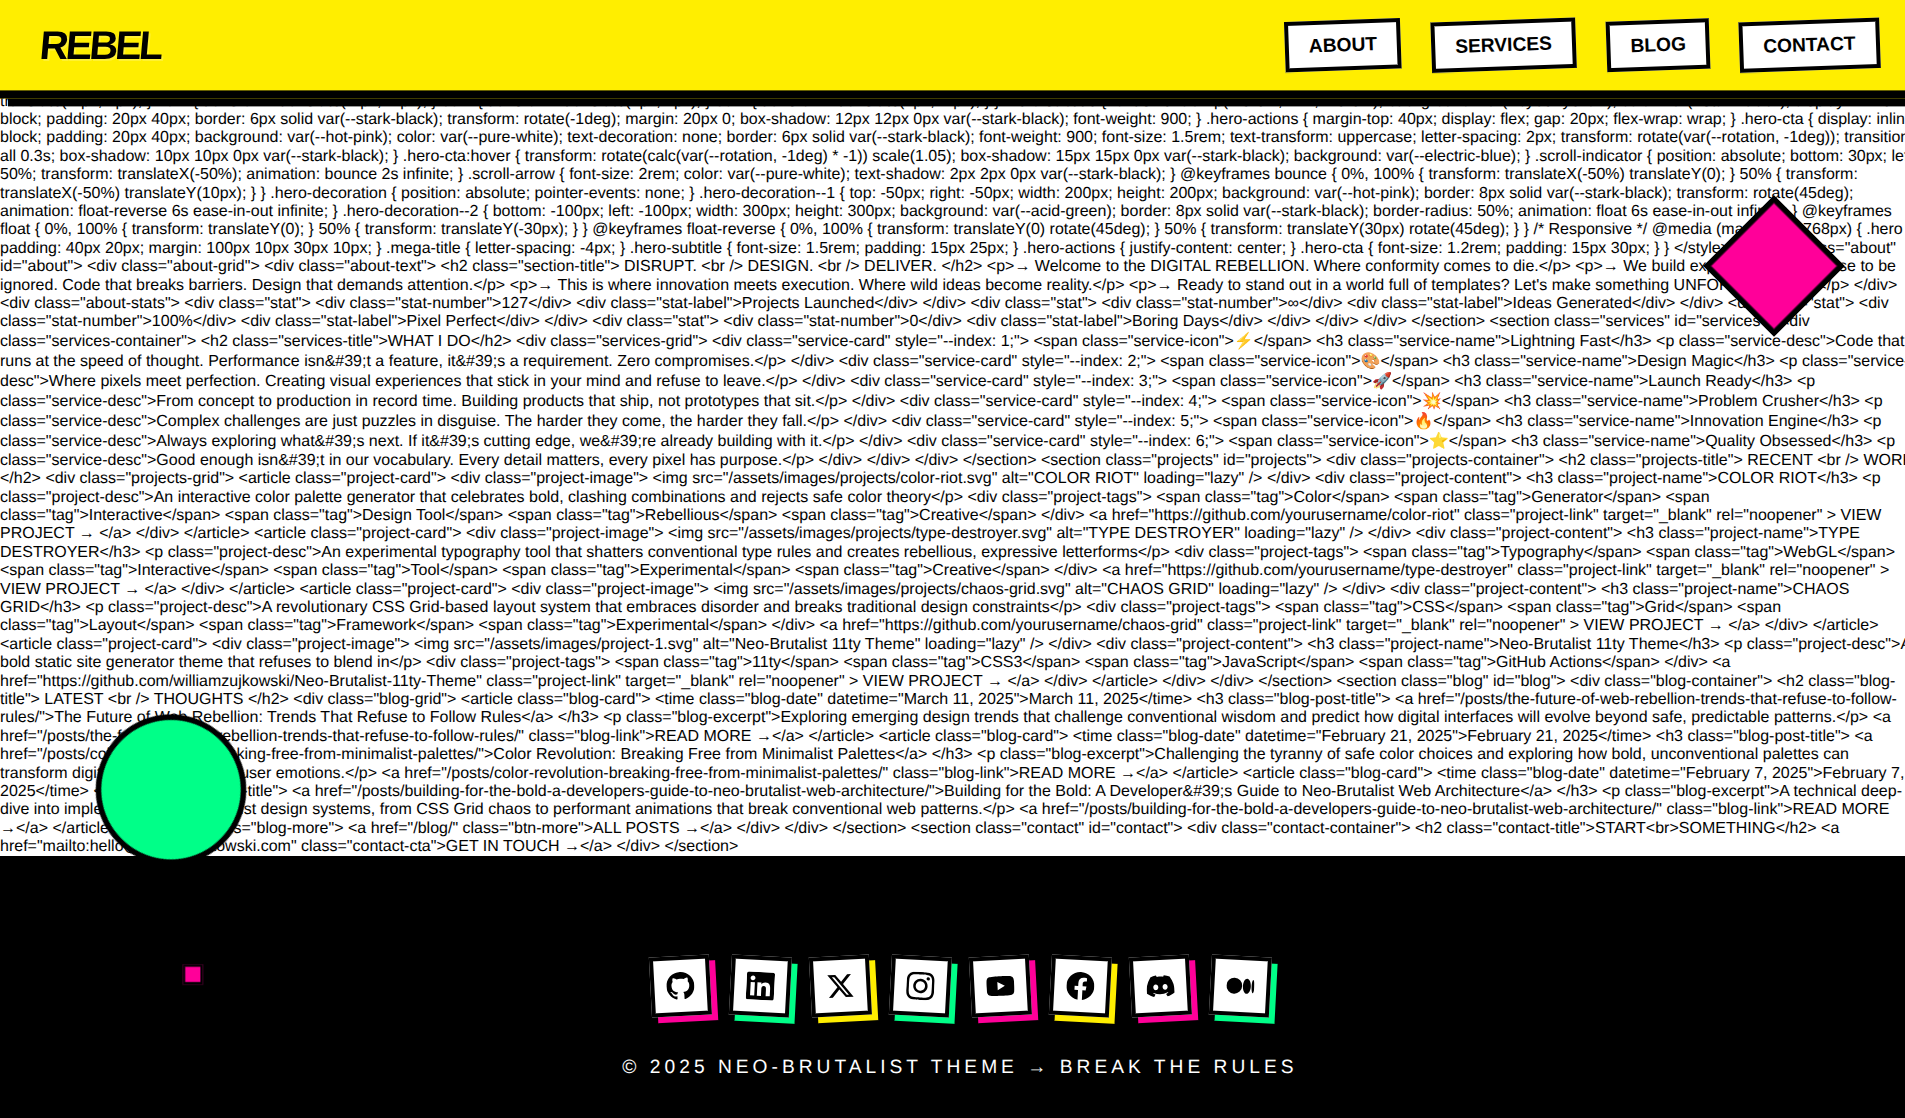 REBEL
ABOUT
SERVICES
BLOG
CONTACT
block; padding: 20px 40px; border: 6px solid var(--stark-black); transform: rotate(-1deg); margin: 20px 0; box-shadow: 12px 12px 0px var(--stark-black); font-weight: 900; } .hero-actions { margin-top: 40px; display: flex; gap: 20px; flex-wrap: wrap; } .hero-cta { display: inlin
block; padding: 20px 40px; background: var(--hot-pink); color: var(--pure-white); text-decoration: none; border: 6px solid var(--stark-black); font-weight: 900; font-size: 1.5rem; text-transform: uppercase; letter-spacing: 2px; transform: rotate(var(--rotation, -1deg)); transition
all 0.3s; box-shadow: 10px 10px 0px var(--stark-black); } .hero-cta:hover { transform: rotate(calc(var(--rotation, -1deg) * -1)) scale(1.05); box-shadow: 15px 15px 0px var(--stark-black); background: var(--electric-blue); } .scroll-indicator { position: absolute; bottom: 30px; le
50%; transform: translateX(-50%); animation: bounce 2s infinite; } .scroll-arrow { font-size: 2rem; color: var(--pure-white); text-shadow: 2px 2px 0px var(--stark-black); } @keyframes bounce { 0%, 100% { transform: translateX(-50%) translateY(0); } 50% { transform:
translateX(-50%) translateY(10px); } } .hero-decoration { position: absolute; pointer-events: none; } .hero-decoration--1 { top: -50px; right: -50px; width: 200px; height: 200px; background: var(--hot-pink); border: 8px solid var(--stark-black); transform: rotate(45deg);
animation: float-reverse 6s ease-in-out infinite; } .hero-decoration--2 { bottom: -100px; left: -100px; width: 300px; height: 300px; background: var(--acid-green); border: 8px solid var(--stark-black); border-radius: 50%; animation: float 6s ease-in-out infin } @keyframes
float { 0%, 100% { transform: translateY(0); } 50% { transform: translateY(-30px); } } @keyframes float-reverse { 0%, 100% { transform: translateY(0) rotate(45deg); } 50% { transform: translateY(30px) rotate(45deg); } } /* Responsive */ @media (ma 768px) { .hero
padding: 40px 20px; margin: 100px 10px 30px 10px; } .mega-title { letter-spacing: -4px; } .hero-subtitle { font-size: 1.5rem; padding: 15px 25px; } .hero-actions { justify-content: center; } .hero-cta { font-size: 1.2rem; padding: 15px 30px; } } </style ss="about"
id="about"> <div class="about-grid"> <div class="about-text"> <h2 class="section-title"> DISRUPT. <br /> DESIGN. <br /> DELIVER. </h2> <p>→ Welcome to the DIGITAL REBELLION. Where conformity comes to die.</p> <p>→ We build ex se to be
ignored. Code that breaks barriers. Design that demands attention.</p> <p>→ This is where innovation meets execution. Where wild ideas become reality.</p> <p>→ Ready to stand out in a world full of templates? Let's make something UNFOR /p> </div>
<div class="about-stats"> <div class="stat"> <div class="stat-number">127</div> <div class="stat-label">Projects Launched</div> </div> <div class="stat"> <div class="stat-number">∞</div> <div class="stat-label">Ideas Generated</div> </div> <d "stat"> <div
class="stat-number">100%</div> <div class="stat-label">Pixel Perfect</div> </div> <div class="stat"> <div class="stat-number">0</div> <div class="stat-label">Boring Days</div> </div> </div> </div> </section> <section class="services" id="services div
class="services-container"> <h2 class="services-title">WHAT I DO</h2> <div class="services-grid"> <div class="service-card" style="--index: 1;"> <span class="service-icon">⚡</span> <h3 class="service-name">Lightning Fast</h3> <p class="service-desc">Code that
runs at the speed of thought. Performance isn&#39;t a feature, it&#39;s a requirement. Zero compromises.</p> </div> <div class="service-card" style="--index: 2;"> <span class="service-icon">🎨</span> <h3 class="service-name">Design Magic</h3> <p class="service
desc">Where pixels meet perfection. Creating visual experiences that stick in your mind and refuse to leave.</p> </div> <div class="service-card" style="--index: 3;"> <span class="service-icon">🚀</span> <h3 class="service-name">Launch Ready</h3> <p
class="service-desc">From concept to production in record time. Building products that ship, not prototypes that sit.</p> </div> <div class="service-card" style="--index: 4;"> <span class="service-icon">💥</span> <h3 class="service-name">Problem Crusher</h3> <p
class="service-desc">Complex challenges are just puzzles in disguise. The harder they come, the harder they fall.</p> </div> <div class="service-card" style="--index: 5;"> <span class="service-icon">🔥</span> <h3 class="service-name">Innovation Engine</h3> <p
class="service-desc">Always exploring what&#39;s next. If it&#39;s cutting edge, we&#39;re already building with it.</p> </div> <div class="service-card" style="--index: 6;"> <span class="service-icon">⭐</span> <h3 class="service-name">Quality Obsessed</h3> <p
class="service-desc">Good enough isn&#39;t in our vocabulary. Every detail matters, every pixel has purpose.</p> </div> </div> </div> </section> <section class="projects" id="projects"> <div class="projects-container"> <h2 class="projects-title"> RECENT <br /> WORK
</h2> <div class="projects-grid"> <article class="project-card"> <div class="project-image"> <img src="/assets/images/projects/color-riot.svg" alt="COLOR RIOT" loading="lazy" /> </div> <div class="project-content"> <h3 class="project-name">COLOR RIOT</h3> <p
class="project-desc">An interactive color palette generator that celebrates bold, clashing combinations and rejects safe color theory</p> <div class="project-tags"> <span class="tag">Color</span> <span class="tag">Generator</span> <span
class="tag">Interactive</span> <span class="tag">Design Tool</span> <span class="tag">Rebellious</span> <span class="tag">Creative</span> </div> <a href="https://github.com/yourusername/color-riot" class="project-link" target="_blank" rel="noopener" > VIEW
PROJECT → </a> </div> </article> <article class="project-card"> <div class="project-image"> <img src="/assets/images/projects/type-destroyer.svg" alt="TYPE DESTROYER" loading="lazy" /> </div> <div class="project-content"> <h3 class="project-name">TYPE
DESTROYER</h3> <p class="project-desc">An experimental typography tool that shatters conventional type rules and creates rebellious, expressive letterforms</p> <div class="project-tags"> <span class="tag">Typography</span> <span class="tag">WebGL</span>
<span class="tag">Interactive</span> <span class="tag">Tool</span> <span class="tag">Experimental</span> <span class="tag">Creative</span> </div> <a href="https://github.com/yourusername/type-destroyer" class="project-link" target="_blank" rel="noopener" >
VIEW PROJECT → </a> </div> </article> <article class="project-card"> <div class="project-image"> <img src="/assets/images/projects/chaos-grid.svg" alt="CHAOS GRID" loading="lazy" /> </div> <div class="project-content"> <h3 class="project-name">CHAOS
GRID</h3> <p class="project-desc">A revolutionary CSS Grid-based layout system that embraces disorder and breaks traditional design constraints</p> <div class="project-tags"> <span class="tag">CSS</span> <span class="tag">Grid</span> <span
class="tag">Layout</span> <span class="tag">Framework</span> <span class="tag">Experimental</span> </div> <a href="https://github.com/yourusername/chaos-grid" class="project-link" target="_blank" rel="noopener" > VIEW PROJECT → </a> </div> </article>
<article class="project-card"> <div class="project-image"> <img src="/assets/images/project-1.svg" alt="Neo-Brutalist 11ty Theme" loading="lazy" /> </div> <div class="project-content"> <h3 class="project-name">Neo-Brutalist 11ty Theme</h3> <p class="project-desc">A
bold static site generator theme that refuses to blend in</p> <div class="project-tags"> <span class="tag">11ty</span> <span class="tag">CSS3</span> <span class="tag">JavaScript</span> <span class="tag">GitHub Actions</span> </div> <a
href="https://github.com/williamzujkowski/Neo-Brutalist-11ty-Theme" class="project-link" target="_blank" rel="noopener" > VIEW PROJECT → </a> </div> </article> </div> </div> </section> <section class="blog" id="blog"> <div class="blog-container"> <h2 class="blog-
title"> LATEST <br /> THOUGHTS </h2> <div class="blog-grid"> <article class="blog-card"> <time class="blog-date" datetime="March 11, 2025">March 11, 2025</time> <h3 class="blog-post-title"> <a href="/posts/the-future-of-web-rebellion-trends-that-refuse-to-follow-
rules/">The Future of Web Rebellion: Trends That Refuse to Follow Rules</a> </h3> <p class="blog-excerpt">Exploring emerging design trends that challenge conventional wisdom and predict how digital interfaces will evolve beyond safe, predictable patterns.</p> <a
href="/posts/the-f ebellion-trends-that-refuse-to-follow-rules/" class="blog-link">READ MORE →</a> </article> <article class="blog-card"> <time class="blog-date" datetime="February 21, 2025">February 21, 2025</time> <h3 class="blog-post-title"> <a
href="/posts/co king-free-from-minimalist-palettes/">Color Revolution: Breaking Free from Minimalist Palettes</a> </h3> <p class="blog-excerpt">Challenging the tyranny of safe color choices and exploring how bold, unconventional palettes can
transform digi user emotions.</p> <a href="/posts/color-revolution-breaking-free-from-minimalist-palettes/" class="blog-link">READ MORE →</a> </article> <article class="blog-card"> <time class="blog-date" datetime="February 7, 2025">February 7,
2025</time> title"> <a href="/posts/building-for-the-bold-a-developers-guide-to-neo-brutalist-web-architecture/">Building for the Bold: A Developer&#39;s Guide to Neo-Brutalist Web Architecture</a> </h3> <p class="blog-excerpt">A technical deep-
dive into imple st design systems, from CSS Grid chaos to performant animations that break conventional web patterns.</p> <a href="/posts/building-for-the-bold-a-developers-guide-to-neo-brutalist-web-architecture/" class="blog-link">READ MORE
→</a> </article s="blog-more"> <a href="/blog/" class="btn-more">ALL POSTS →</a> </div> </div> </section> <section class="contact" id="contact"> <div class="contact-container"> <h2 class="contact-title">START<br>SOMETHING</h2> <a
href="mailto:hello owski.com" class="contact-cta">GET IN TOUCH →</a> </div> </section>
© 2025 NEO-BRUTALIST THEME → BREAK THE RULES